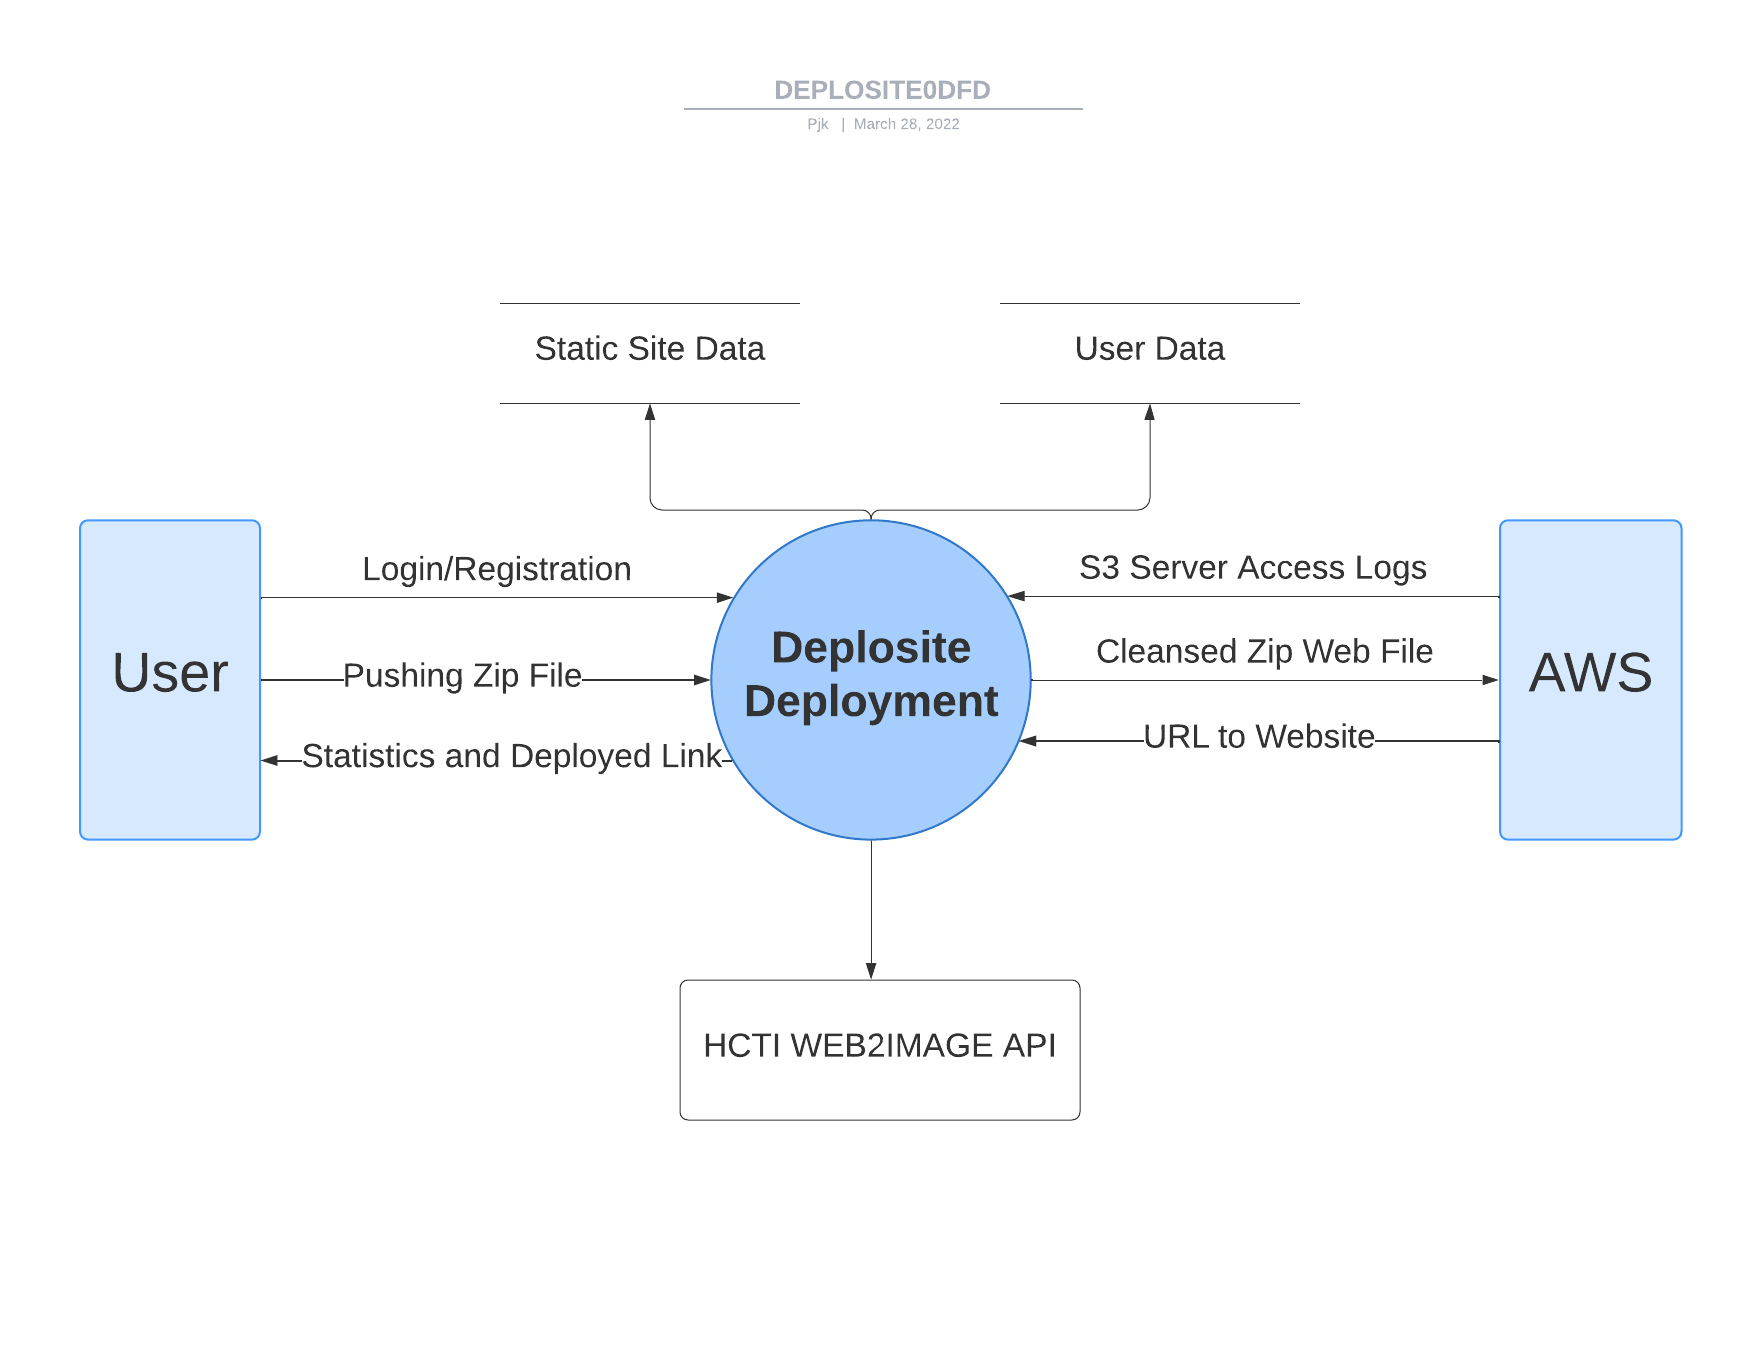 DEPLOSITE0DFD
Pjk | March 28, 2022
Static Site Data
User Data
Login/Registration
S3 Server Access Logs
User
Pushing Zip File
Deplosite
Deployment
Cleansed Zip Web File
AWS
Statistics and Deployed Link
URL to Website
HCTI WEB2IMAGE API